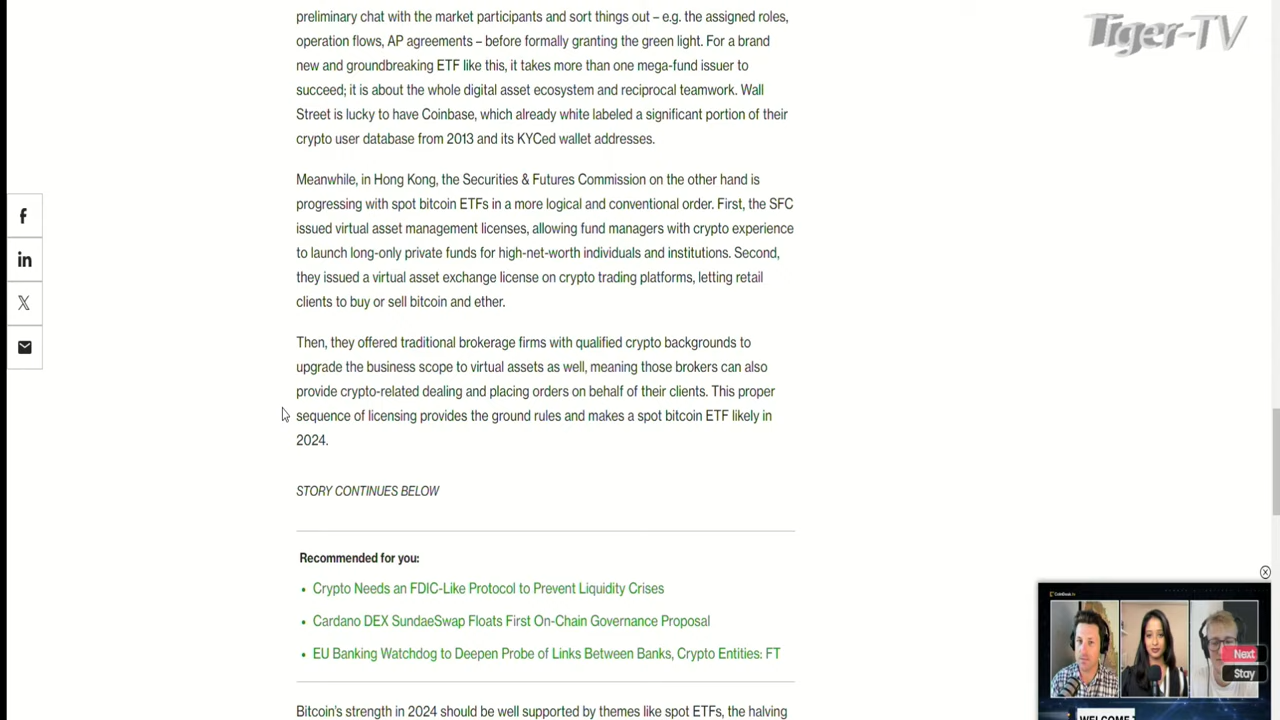 Tiger-TV
preliminary chat with the market participants and sort things out – e.g. the assigned roles,
operation flows, AP agreements – before formally granting the green light. For a brand
new and groundbreaking ETF like this, it takes more than one mega-fund issuer to
succeed; it is about the whole digital asset ecosystem and reciprocal teamwork. Wall
Street is lucky to have Coinbase, which already white labeled a significant portion of their
crypto user database from 2013 and its KYCed wallet addresses.
Meanwhile, in Hong Kong, the Securities & Futures Commission on the other hand is
progressing with spot bitcoin ETFs in a more logical and conventional order. First, the SFC
issued virtual asset management licenses, allowing fund managers with crypto experience
to launch long-only private funds for high-net-worth individuals and institutions. Second,
they issued a virtual asset exchange license on crypto trading platforms, letting retail
clients to buy or sell bitcoin and ether.
Then, they offered traditional brokerage firms with qualified crypto backgrounds to
upgrade the business scope to virtual assets as well, meaning those brokers can also
provide crypto-related dealing and placing orders on behalf of their clients. This proper
sequence of licensing provides the ground rules and makes a spot bitcoin ETF likely in
2024.
STORY CONTINUES BELOW
Recommended for you:
• Crypto Needs an FDIC-Like Protocol to Prevent Liquidity Crises
• Cardano DEX SundaeSwap Floats First On-Chain Governance Proposal
• EU Banking Watchdog to Deepen Probe of Links Between Banks, Crypto Entities: FT
Bitcoin's strength in 2024 should be well supported by themes like spot ETFs, the halving
Next
Stay
WELCOME